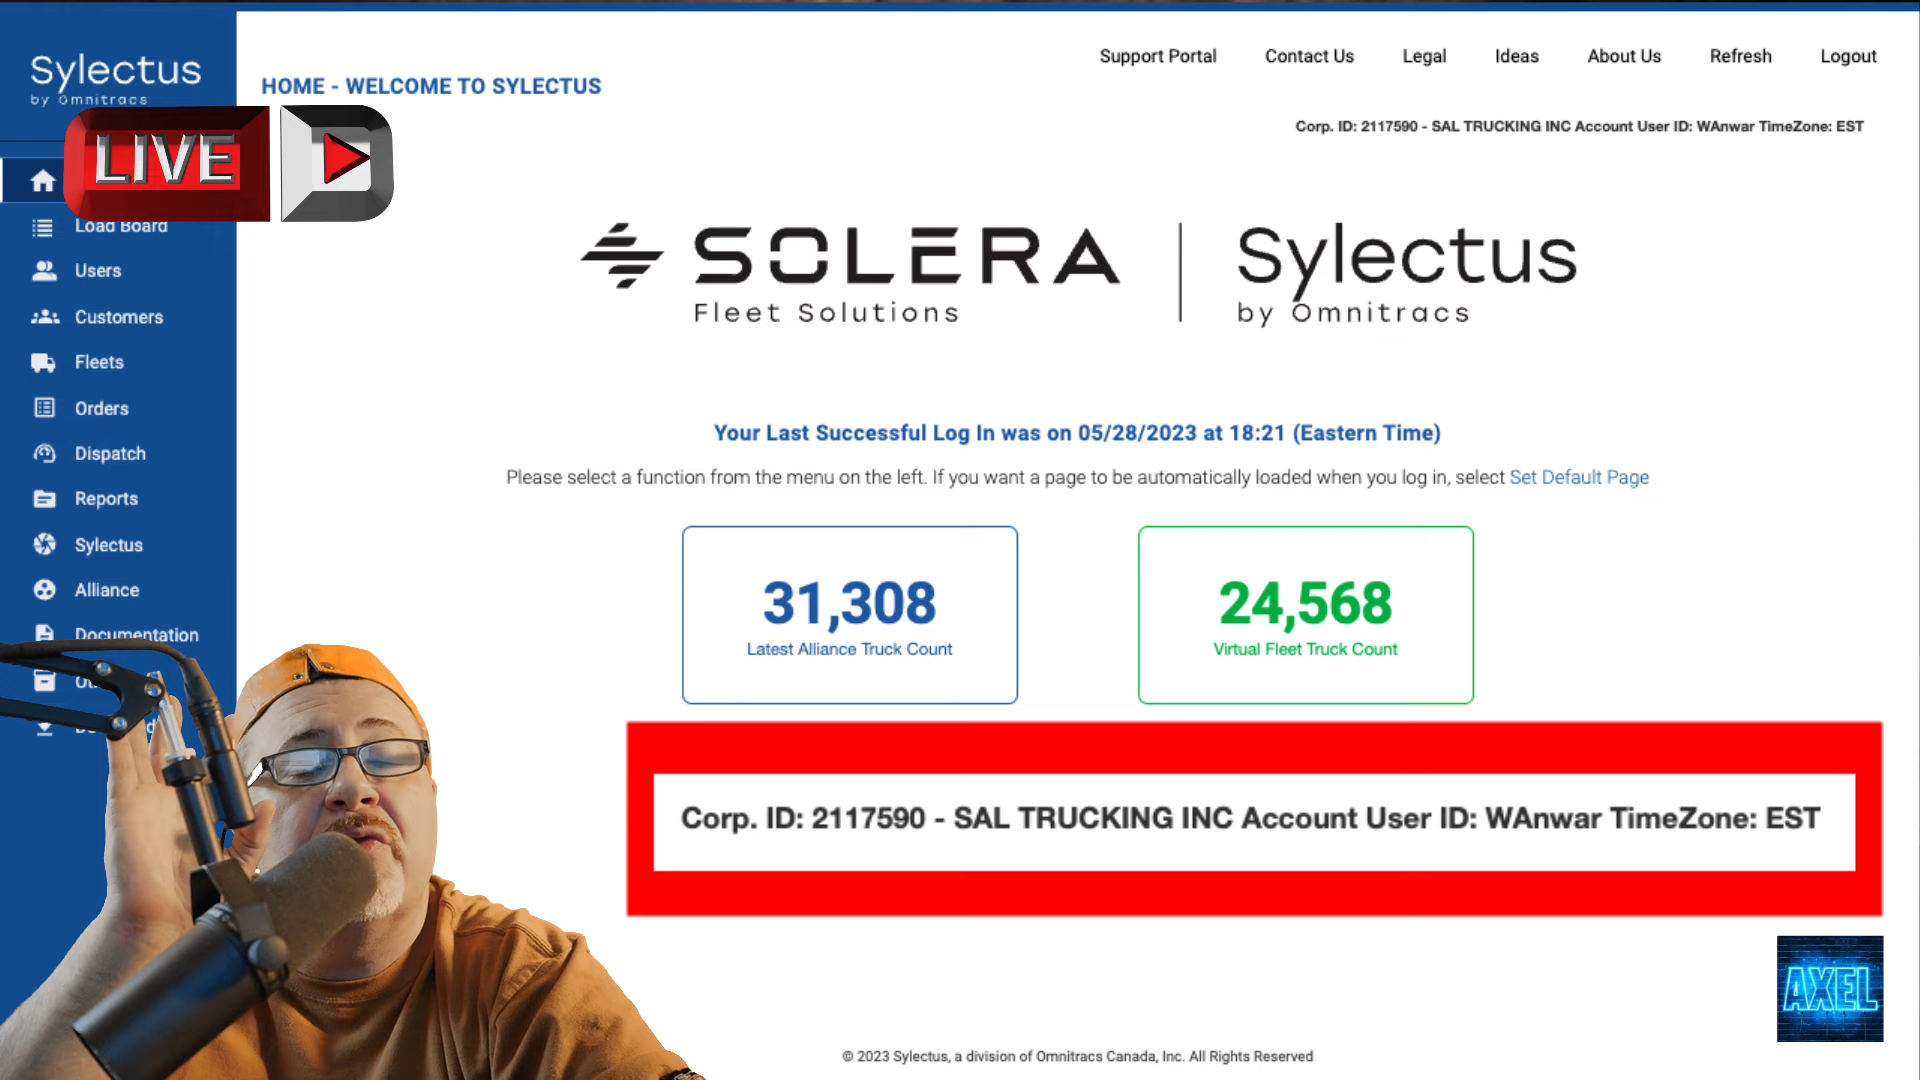 Sylectus
by Omnitracs
HOME - WELCOME TO SYLECTUS
Support Portal
Contact Us
Legal
Ideas
About Us
Refresh
Logout
Corp. ID: 2117590 - SAL TRUCKING INC Account User ID: WAnwar TimeZone: EST
LIVE
Load Board
Users
Customers
Fleets
Orders
Dispatch
Reports
Sylectus
Alliance
Documentation
SOLERA
Fleet Solutions
Sylectus
by Omnitracs
Your Last Successful Log In was on 05/28/2023 at 18:21 (Eastern Time)
Please select a function from the menu on the left. If you want a page to be automatically loaded when you log in, select Set Default Page
31,308
Latest Alliance Truck Count
24,568
Virtual Fleet Truck Count
Corp. ID: 2117590 - SAL TRUCKING INC Account User ID: WAnwar TimeZone: EST
AXEL
© 2023 Sylectus, a division of Omnitracs Canada, Inc. All Rights Reserved